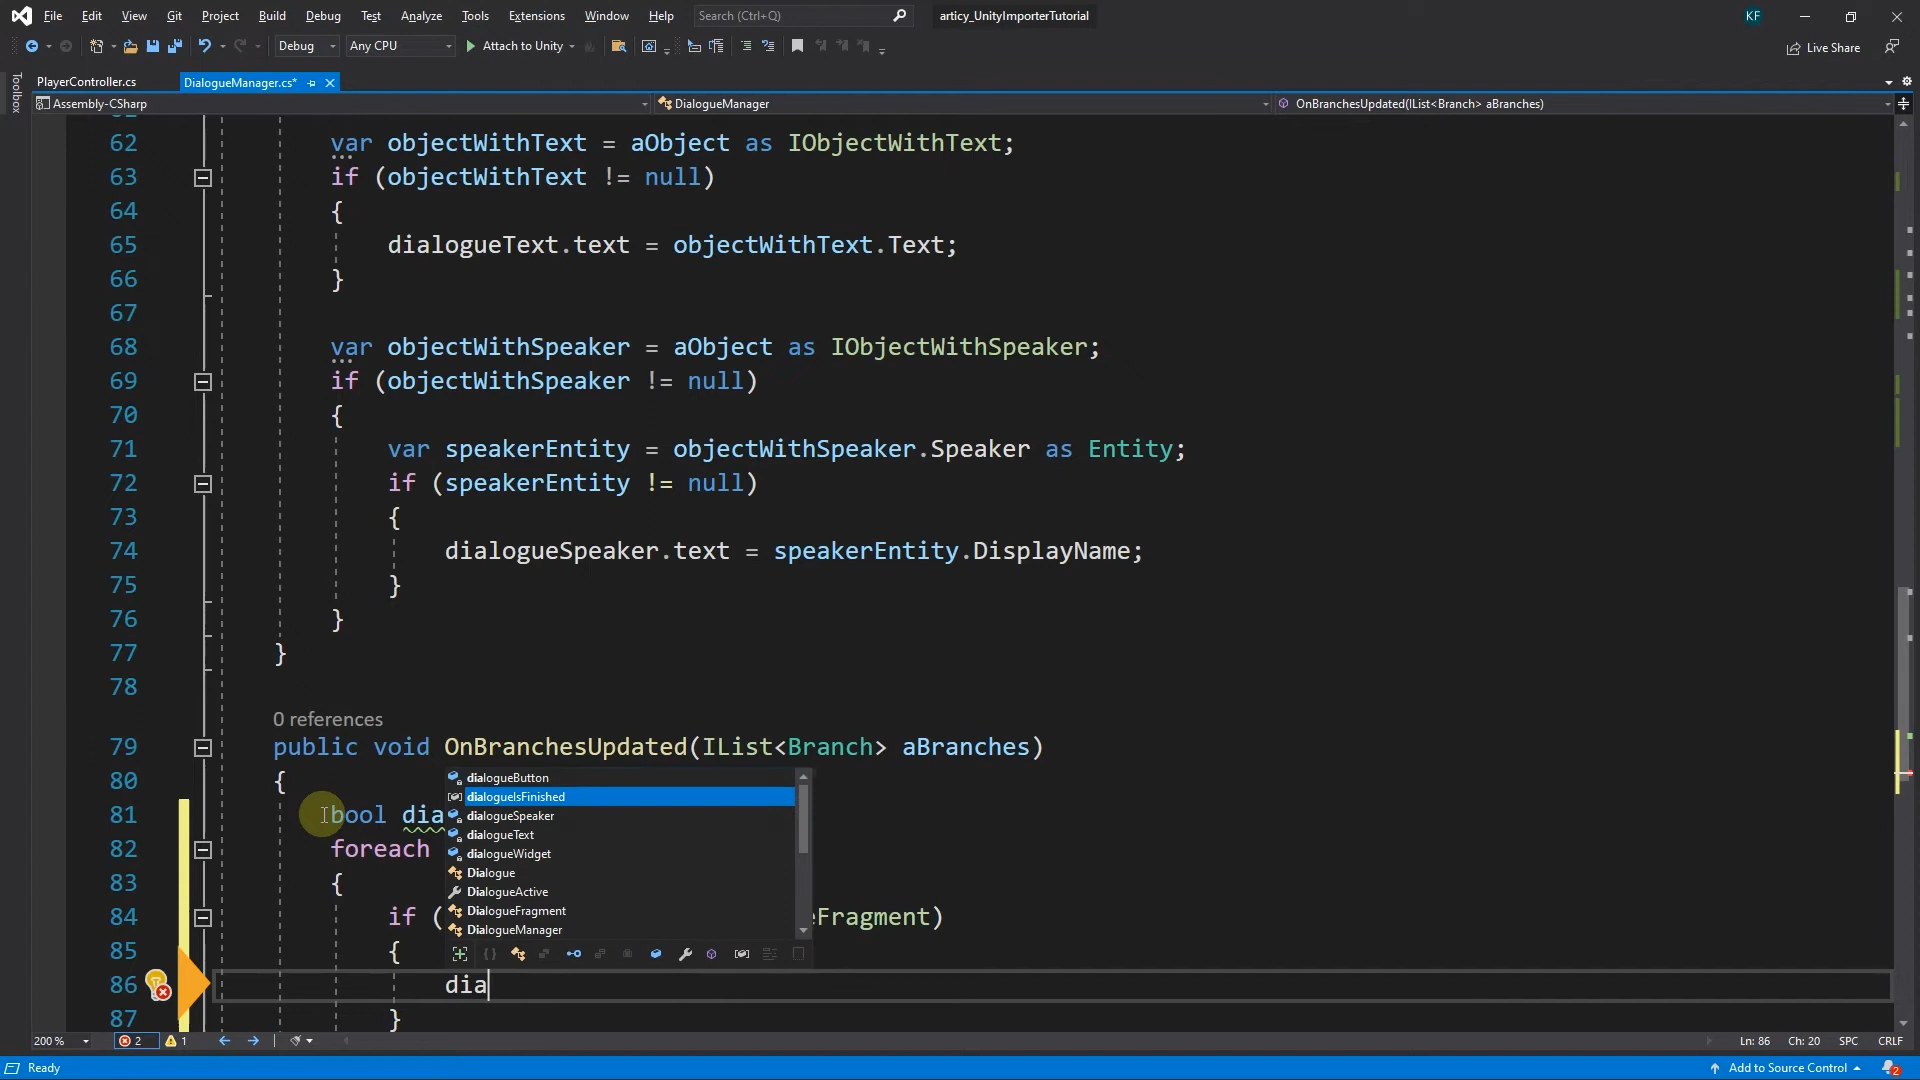 File Edit View Git Project Build Debug Test Analyze Tools Extensions Window Help Search (Ctrl+Q) articy_UnityImporterTutorial KF
Debug Any CPU Attach to Unity Live Share
Toolbox
PlayerController.cs DialogueManager.cs*
Assembly-CSharp DialogueManager OnBranchesUpdated(IList<Branch> aBranches)
62 var objectWithText = aObject as IObjectWithText;
63 if (objectWithText != null)
64 {
65 dialogueText.text = objectWithText.Text;
66 }
67
68 var objectWithSpeaker = aObject as IObjectWithSpeaker;
69 if (objectWithSpeaker != null)
70 {
71 var speakerEntity = objectWithSpeaker.Speaker as Entity;
72 if (speakerEntity != null)
73 {
74 dialogueSpeaker.text = speakerEntity.DisplayName;
75 }
76 }
77 }
78
0 references
79 public void OnBranchesUpdated(IList<Branch> aBranches)
80 {
dialogueButton
dialogueIsFinished
81 bool dia
dialogueSpeaker
dialogueText
82 foreach
dialogueWidget
Dialogue
83 {
DialogueActive
84 if ( eFragment)
DialogueFragment
DialogueManager
85 {
86 dia
87 }
200 % 2 1 Ln: 86 Ch: 20 SPC CRLF
Ready Add to Source Control 2